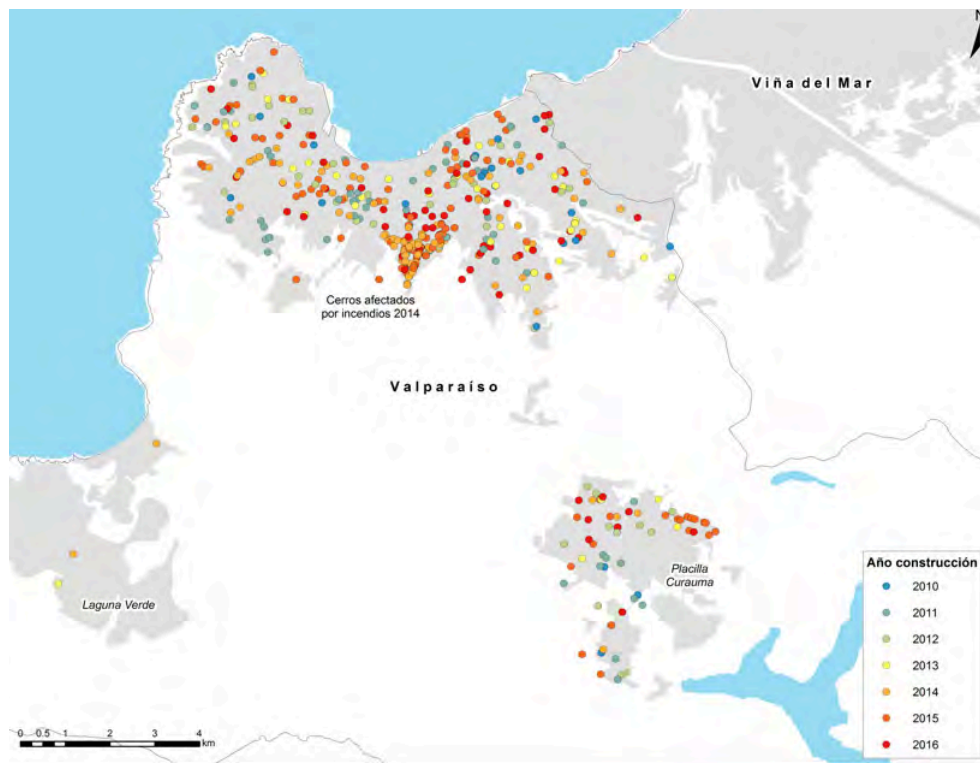 N
Viña del Mar
Cerros afectados
por incendios 2014
Valparaíso
Placilla
Curauma
Laguna Verde
Año construcción
2010
2011
2012
2013
2014
2015
2016
0 0.5 1 2 3 4
km